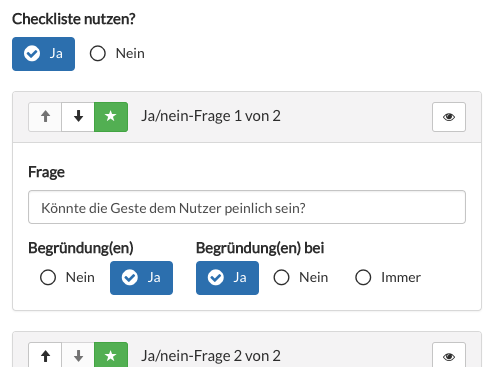 Checkliste nutzen?
Ja Nein
Ja/nein-Frage 1 von 2
Frage
Könnte die Geste dem Nutzer peinlich sein?
Begründung(en) Begründung(en) bei
Nein Ja Ja Nein Immer
Ja/nein-Frage 2 von 2